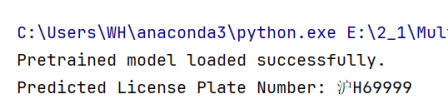 C:\Users\WH\anaconda3\python.exe E:\2_1\Mul
Pretrained model loaded successfully.
Predicted License Plate Number: 沪H69999